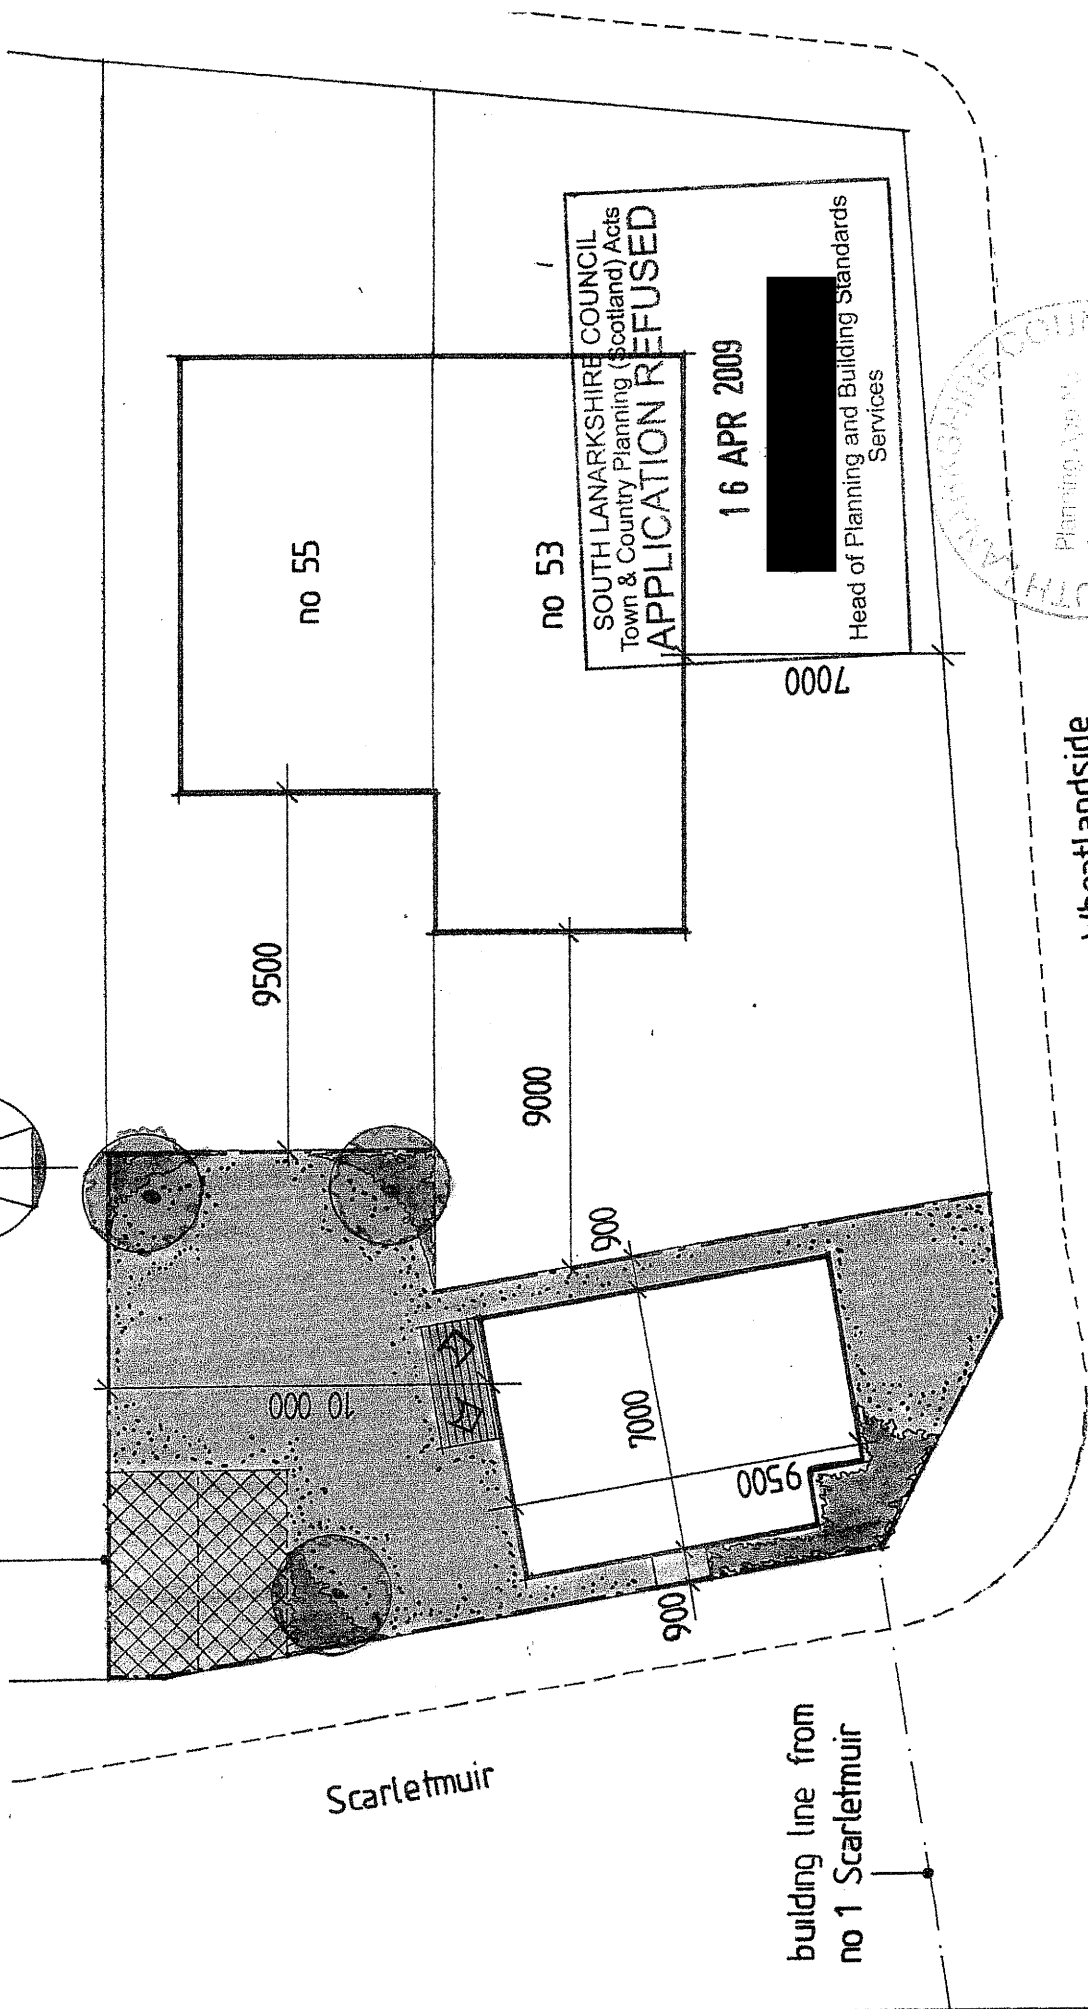 no 55
no 53
SOUTH LANARKSHIRE COUNCIL
Town & Country Planning (Scotland) Acts
APPLICATION REFUSED
16 APR 2009
Head of Planning and Building Standards
Services
7000
9500
9000
900
10 000
7000
9500
900
Scarletmuir
building line from
no 1 Scarletmuir
Wheatlandside
Planning